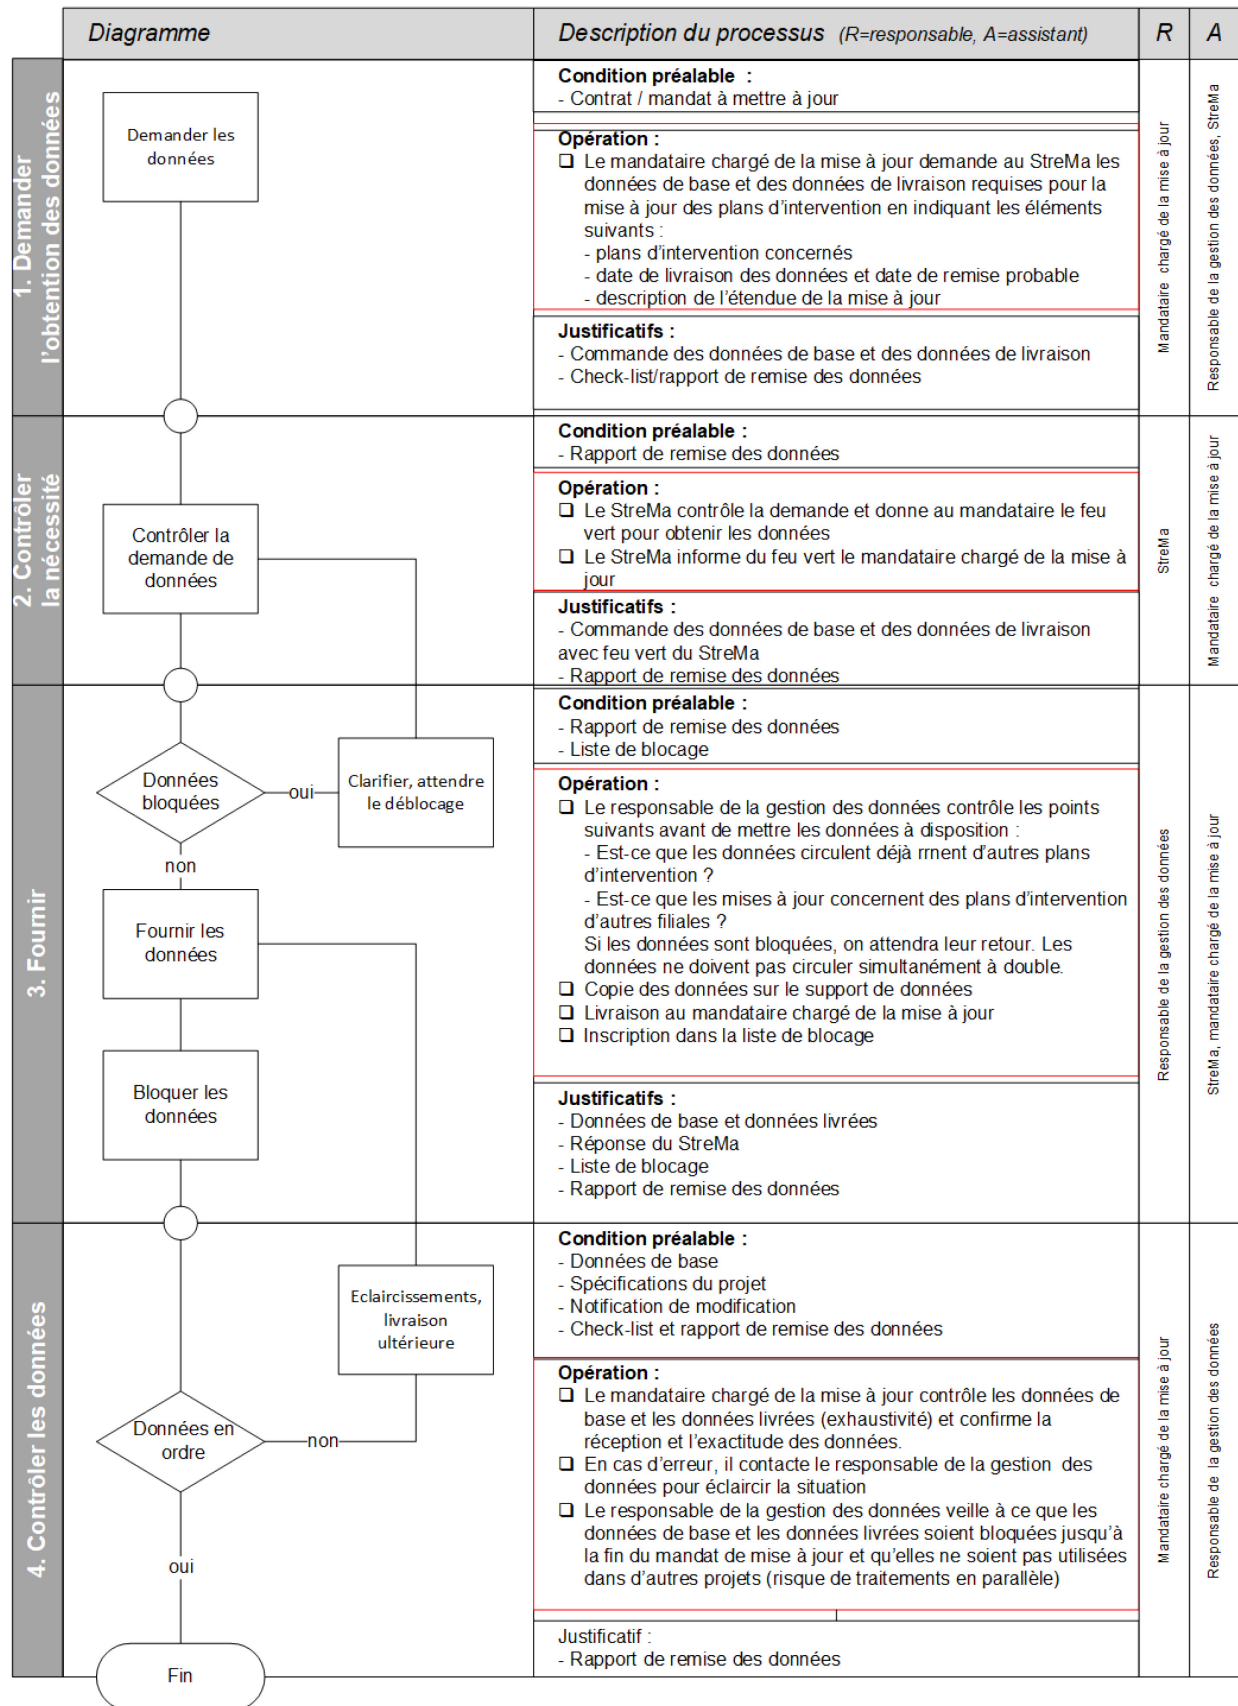 Diagramme
Description du processus (R=responsable, A=assistant)
R
A
1. Demander
l'obtention des données
Demander les
données
Condition préalable :
- Contrat / mandat à mettre à jour
Opération :
❑ Le mandataire chargé de la mise à jour demande au StreMa les
données de base et des données de livraison requises pour la
mise à jour des plans d'intervention en indiquant les éléments
suivants :
- plans d'intervention concernés
- date de livraison des données et date de remise probable
- description de l'étendue de la mise à jour
Justificatifs :
- Commande des données de base et des données de livraison
- Check-list/rapport de remise des données
Mandataire chargé de la mise à jour
Responsable de la gestion des données, StreMa
2. Contrôler
la nécessité
Contrôler la
demande de
données
Condition préalable :
- Rapport de remise des données
Opération :
❑ Le StreMa contrôle la demande et donne au mandataire le feu
vert pour obtenir les données
❑ Le StreMa informe du feu vert le mandataire chargé de la mise à
jour
Justificatifs :
- Commande des données de base et des données de livraison
avec feu vert du StreMa
- Rapport de remise des données
StreMa
Mandataire chargé de la mise à jour
3. Fournir
Données
bloquées
oui
Clarifier, attendre
le déblocage
non
Fournir les
données
Bloquer les
données
Condition préalable :
- Rapport de remise des données
- Liste de blocage
Opération :
❑ Le responsable de la gestion des données contrôle les points
suivants avant de mettre les données à disposition :
- Est-ce que les données circulent déjà rrnent d'autres plans
d'intervention ?
- Est-ce que les mises à jour concernent des plans d'intervention
d'autres filiales ?
Si les données sont bloquées, on attendra leur retour. Les
données ne doivent pas circuler simultanément à double.
❑ Copie des données sur le support de données
❑ Livraison au mandataire chargé de la mise à jour
❑ Inscription dans la liste de blocage
Justificatifs :
- Données de base et données livrées
- Réponse du StreMa
- Liste de blocage
- Rapport de remise des données
Responsable de la gestion des données
StreMa, mandataire chargé de la mise à jour
4. Contrôler les données
Eclaircissements,
livraison
ultérieure
Données en
ordre
non
oui
Fin
Condition préalable :
- Données de base
- Spécifications du projet
- Notification de modification
- Check-list et rapport de remise des données
Opération :
❑ Le mandataire chargé de la mise à jour contrôle les données de
base et les données livrées (exhaustivité) et confirme la
réception et l'exactitude des données.
❑ En cas d'erreur, il contacte le responsable de la gestion des
données pour éclaircir la situation
❑ Le responsable de la gestion des données veille à ce que les
données de base et les données livrées soient bloquées jusqu'à
la fin du mandat de mise à jour et qu'elles ne soient pas utilisées
dans d'autres projets (risque de traitements en parallèle)
Justificatif :
- Rapport de remise des données
Mandataire chargé de la mise à jour
Responsable de la gestion des données